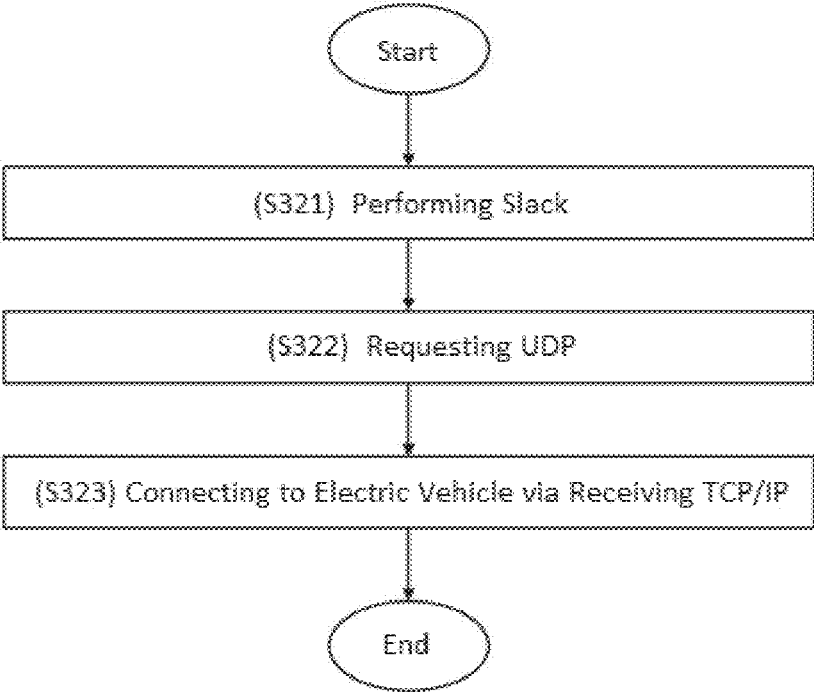 Start
(S321) Performing Slack
(S322) Requesting UDP
(S323) Connecting to Electric Vehicle via Receiving TCP/IP
End